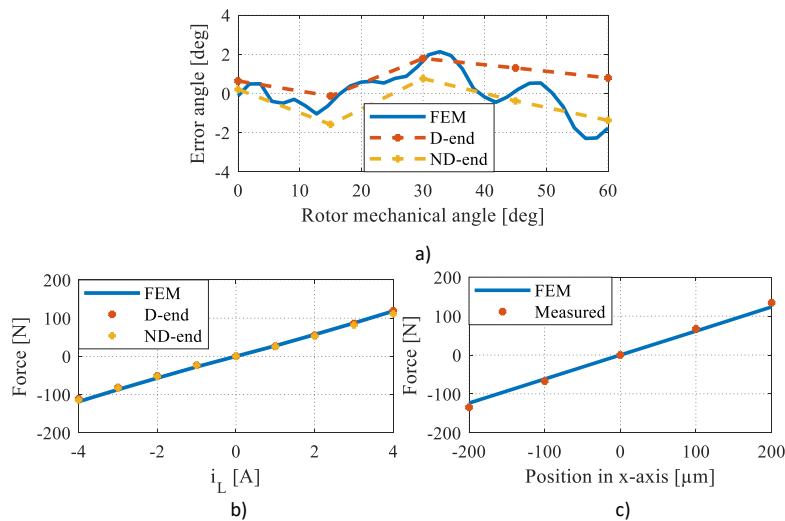 4
2
0
-2
-4
Error angle [deg]
FEM
D-end
ND-end
0 10 20 30 40 50 60
Rotor mechanical angle [deg]
a)
200
100
0
-100
-200
Force [N]
FEM
D-end
ND-end
-4 -2 0 2 4
i_L [A]
b)
200
100
0
-100
-200
Force [N]
FEM
Measured
-200 -100 0 100 200
Position in x-axis [μm]
c)